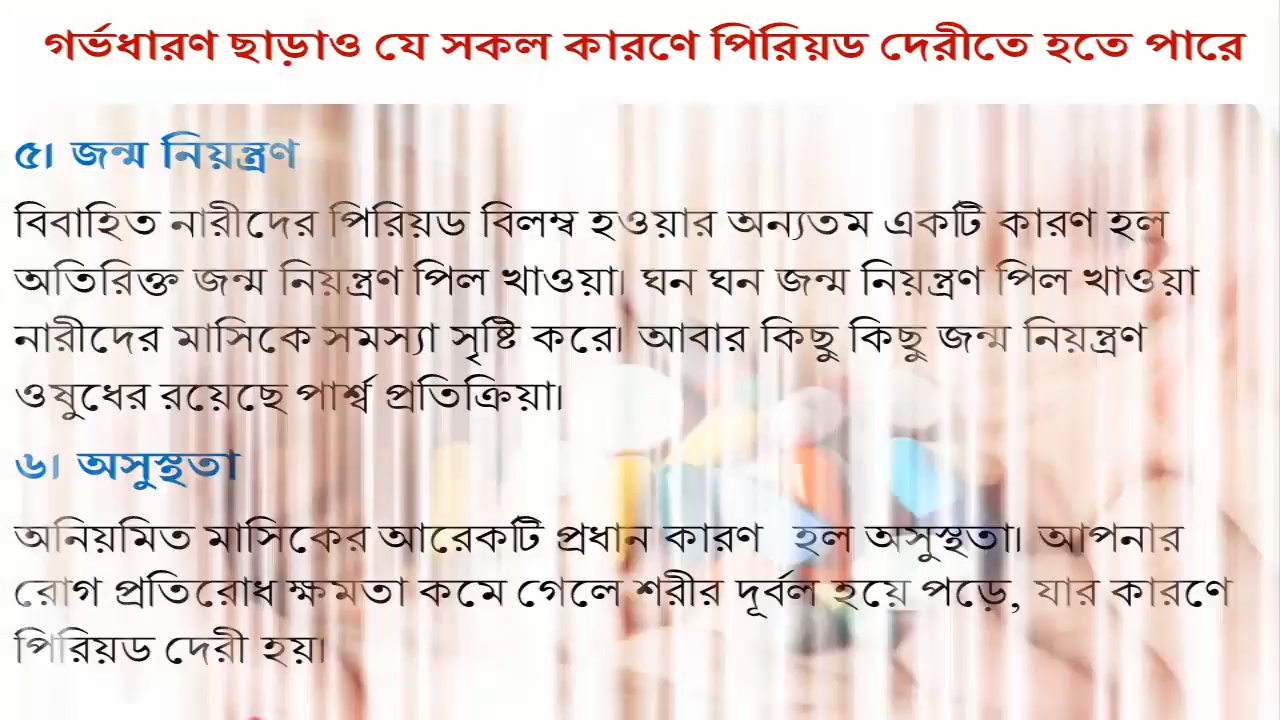 গর্ভধারণ ছাড়াও যে সকল কারণে পিরিয়ড দেরীতে হতে পারে
৫। জন্ম নিয়ন্ত্রণ
বিবাহিত নারীদের পিরিয়ড বিলম্ব হওয়ার অন্যতম একটি কারণ হল
অতিরিক্ত জন্ম নিয়ন্ত্রণ পিল খাওয়া। ঘন ঘন জন্ম নিয়ন্ত্রণ পিল খাওয়া
নারীদের মাসিকে সমস্যা সৃষ্টি করে। আবার কিছু কিছু জন্ম নিয়ন্ত্রণ
ওষুধের রয়েছে পার্শ্ব প্রতিক্রিয়া।
৬। অসুস্থতা
অনিয়মিত মাসিকের আরেকটি প্রধান কারণ হল অসুস্থতা। আপনার
রোগ প্রতিরোধ ক্ষমতা কমে গেলে শরীর দূর্বল হয়ে পড়ে, যার কারণে
পিরিয়ড দেরী হয়।